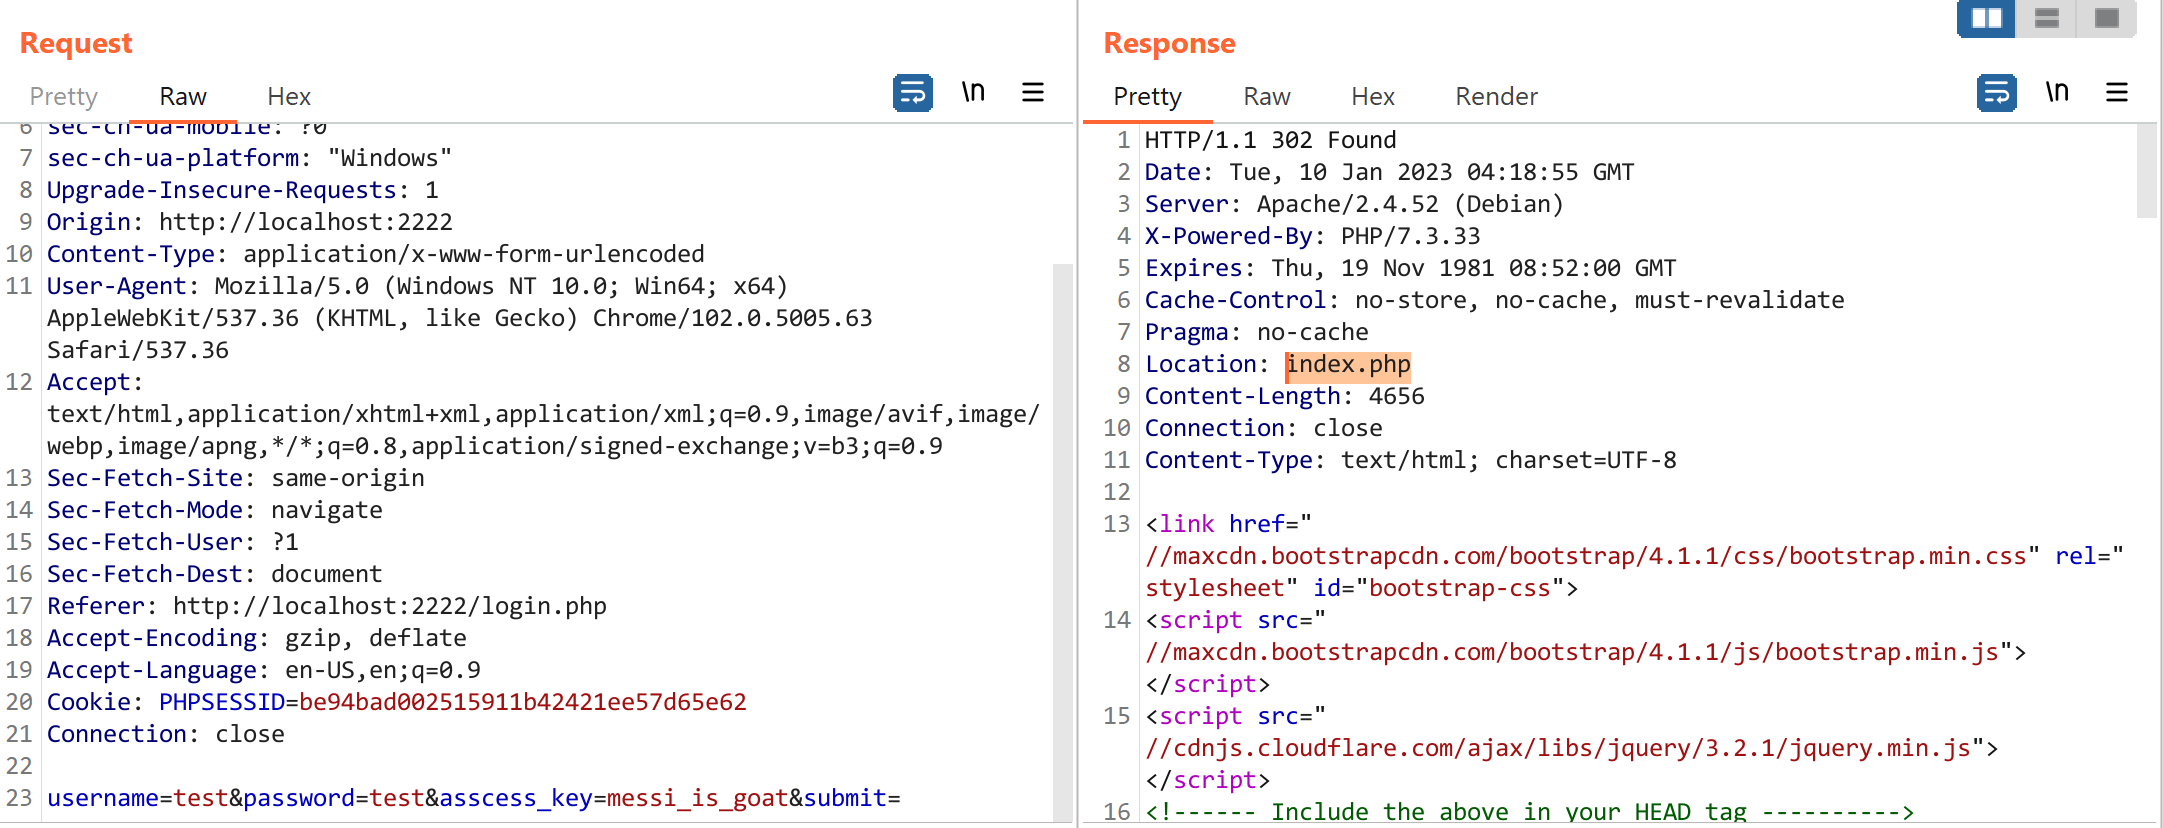 Request
Pretty Raw Hex \n
6 sec-ch-ua-mobile: ?0
7 sec-ch-ua-platform: "Windows"
8 Upgrade-Insecure-Requests: 1
9 Origin: http://localhost:2222
10 Content-Type: application/x-www-form-urlencoded
11 User-Agent: Mozilla/5.0 (Windows NT 10.0; Win64; x64)
AppleWebKit/537.36 (KHTML, like Gecko) Chrome/102.0.5005.63
Safari/537.36
12 Accept:
text/html,application/xhtml+xml,application/xml;q=0.9,image/avif,image/
webp,image/apng,*/*;q=0.8,application/signed-exchange;v=b3;q=0.9
13 Sec-Fetch-Site: same-origin
14 Sec-Fetch-Mode: navigate
15 Sec-Fetch-User: ?1
16 Sec-Fetch-Dest: document
17 Referer: http://localhost:2222/login.php
18 Accept-Encoding: gzip, deflate
19 Accept-Language: en-US,en;q=0.9
20 Cookie: PHPSESSID=be94bad002515911b42421ee57d65e62
21 Connection: close
22
23 username=test&password=test&asscess_key=messi_is_goat&submit=
Response
Pretty Raw Hex Render \n
1 HTTP/1.1 302 Found
2 Date: Tue, 10 Jan 2023 04:18:55 GMT
3 Server: Apache/2.4.52 (Debian)
4 X-Powered-By: PHP/7.3.33
5 Expires: Thu, 19 Nov 1981 08:52:00 GMT
6 Cache-Control: no-store, no-cache, must-revalidate
7 Pragma: no-cache
8 Location: index.php
9 Content-Length: 4656
10 Connection: close
11 Content-Type: text/html; charset=UTF-8
12
13 <link href="
//maxcdn.bootstrapcdn.com/bootstrap/4.1.1/css/bootstrap.min.css" rel="
stylesheet" id="bootstrap-css">
14 <script src="
//maxcdn.bootstrapcdn.com/bootstrap/4.1.1/js/bootstrap.min.js">
</script>
15 <script src="
//cdnjs.cloudflare.com/ajax/libs/jquery/3.2.1/jquery.min.js">
</script>
16 <!------ Include the above in your HEAD tag ---------->